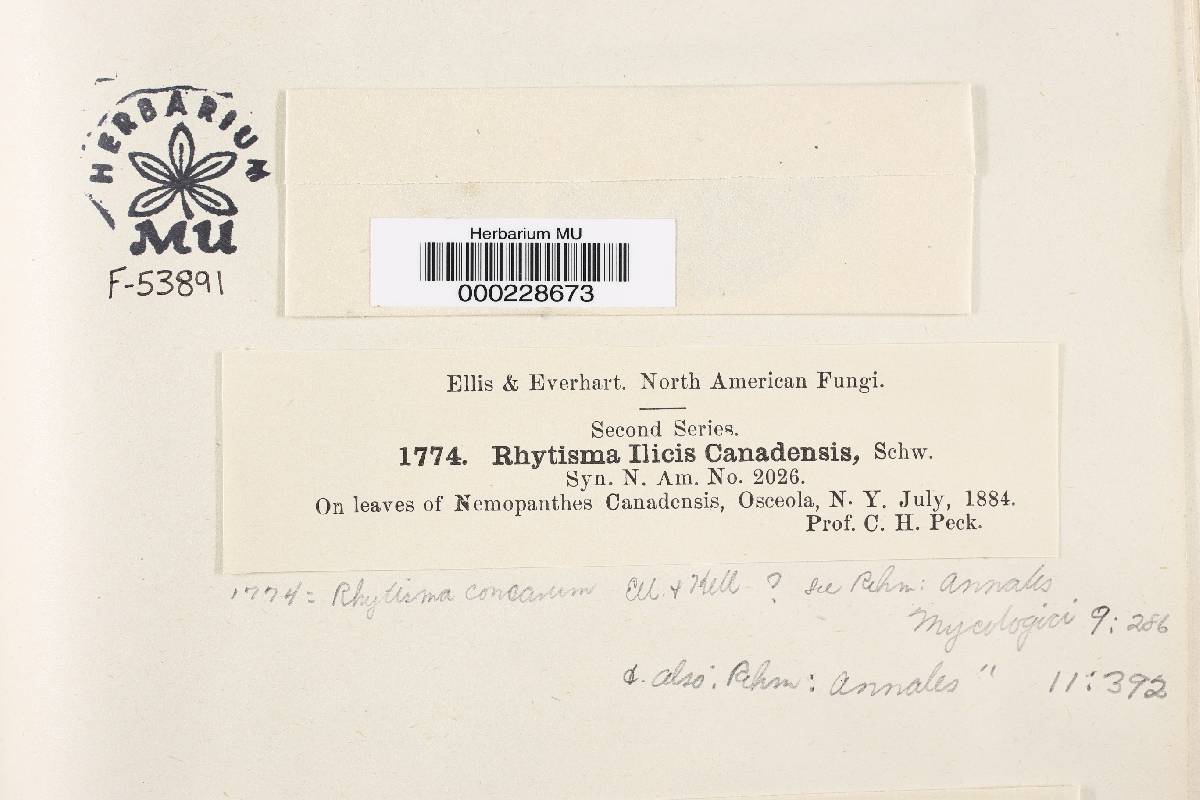 HERBARIUM
MU
F-53891
Herbarium MU
000228673
Ellis & Everhart. North American Fungi.
Second Series.
1774. Rhytisma Ilicis Canadensis, Schw.
Syn. N. Am. No. 2026.
On leaves of Nemopanthes Canadensis, Osceola, N. Y. July, 1884.
Prof. C. H. Peck.
1774 = Rhytisma concavum Ell. & Kell. ? see Rehm: Annales
Mycologici 9: 286
& also: Rehm: Annales " 11: 392